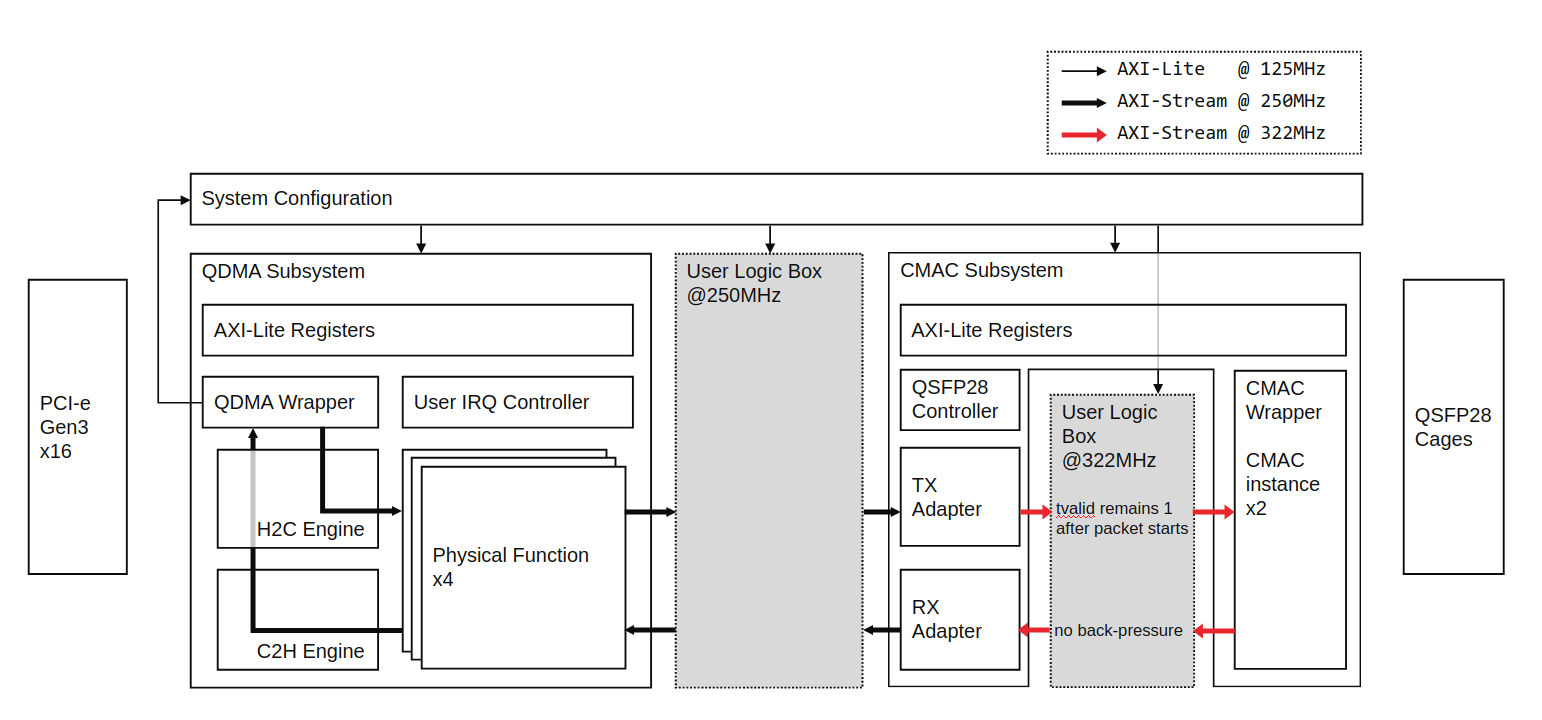 AXI-Lite @ 125MHz
AXI-Stream @ 250MHz
AXI-Stream @ 322MHz
System Configuration
PCI-e
Gen3
x16
QDMA Subsystem
AXI-Lite Registers
QDMA Wrapper
User IRQ Controller
H2C Engine
C2H Engine
Physical Function
x4
User Logic Box
@250MHz
CMAC Subsystem
AXI-Lite Registers
QSFP28
Controller
TX
Adapter
RX
Adapter
User Logic
Box
@322MHz
tvalid remains 1
after packet starts
no back-pressure
CMAC
Wrapper
CMAC
instance
x2
QSFP28
Cages